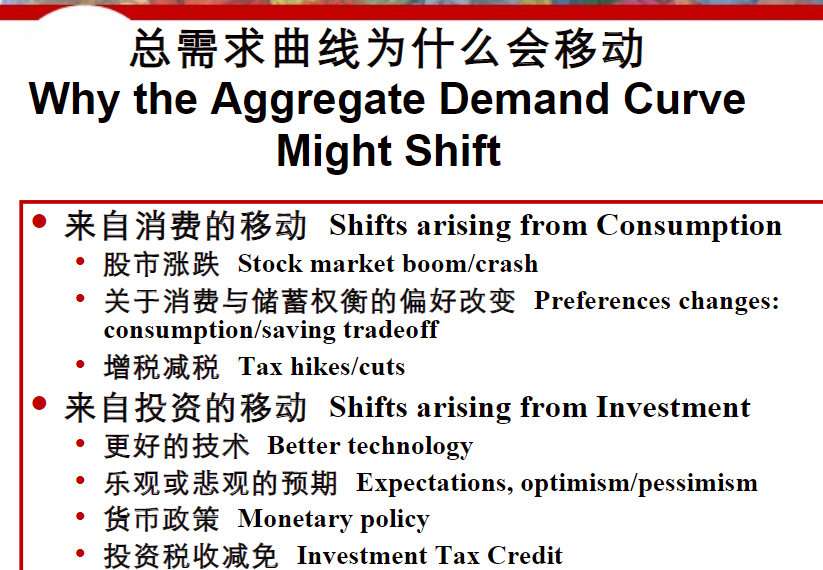 总需求曲线为什么会移动
Why the Aggregate Demand Curve
Might Shift
来自消费的移动 Shifts arising from Consumption
股市涨跌 Stock market boom/crash
关于消费与储蓄权衡的偏好改变 Preferences changes:
consumption/saving tradeoff
增税减税 Tax hikes/cuts
来自投资的移动 Shifts arising from Investment
更好的技术 Better technology
乐观或悲观的预期 Expectations, optimism/pessimism
货币政策 Monetary policy
投资税收减免 Investment Tax Credit